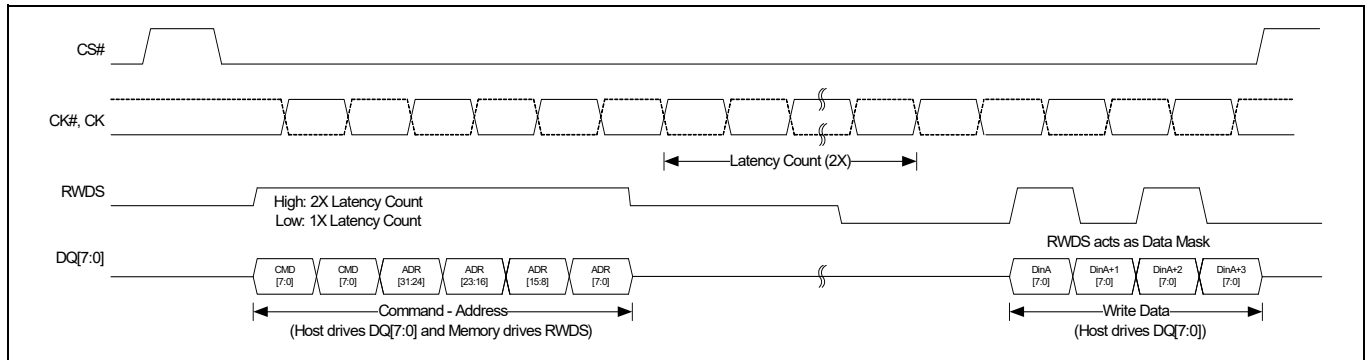 CS#
CK#, CK
Latency Count (2X)
RWDS
High: 2X Latency Count
Low: 1X Latency Count
RWDS acts as Data Mask
DQ[7:0]
CMD [7:0]
CMD [7:0]
ADR [31:24]
ADR [23:16]
ADR [15:8]
ADR [7:0]
DinA [7:0]
DinA+1 [7:0]
DinA+2 [7:0]
DinA+3 [7:0]
Command - Address
(Host drives DQ[7:0] and Memory drives RWDS)
Write Data
(Host drives DQ[7:0])